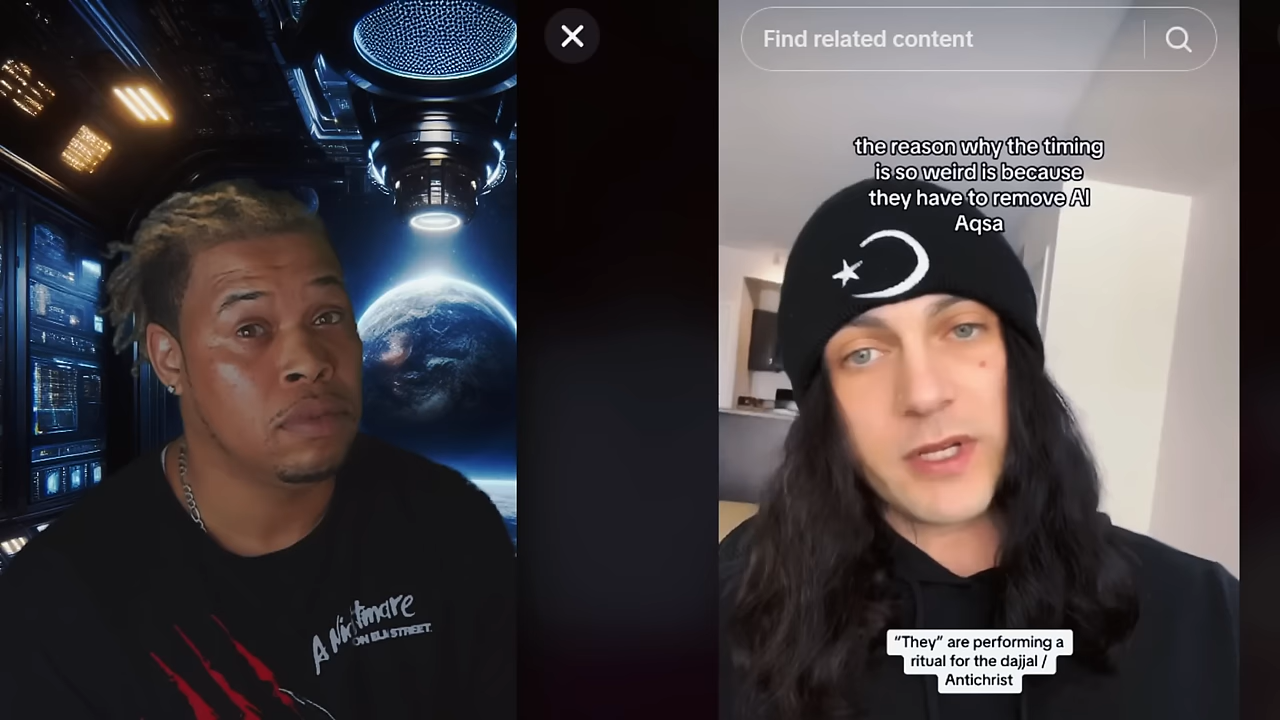 Find related content
the reason why the timing
is so weird is because
they have to remove Al
Aqsa
A Nightmare
ON ELM STREET.
“They” are performing a
ritual for the dajjal /
Antichrist